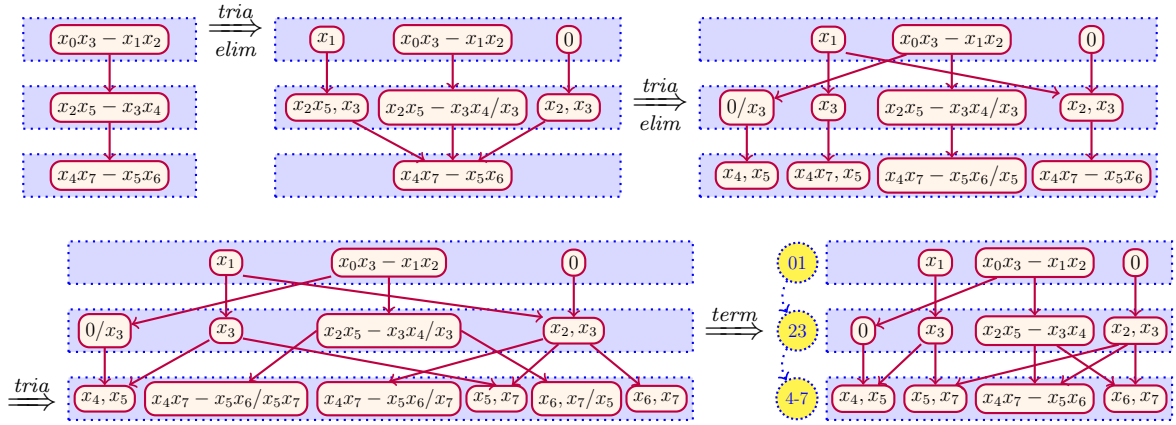 x₀x₃ − x₁x₂ tria elim x₁ x₀x₃ − x₁x₂ 0 x₁ x₀x₃ − x₁x₂ 0
x₂x₅ − x₃x₄ x₂x₅, x₃ x₂x₅ − x₃x₄/x₃ x₂, x₃ tria elim 0/x₃ x₃ x₂x₅ − x₃x₄/x₃ x₂, x₃
x₄x₇ − x₅x₆ x₄x₇ − x₅x₆ x₄, x₅ x₄x₇, x₅ x₄x₇ − x₅x₆/x₅ x₄x₇ − x₅x₆
x₁ x₀x₃ − x₁x₂ 0 01 x₁ x₀x₃ − x₁x₂ 0
0/x₃ x₃ x₂x₅ − x₃x₄/x₃ x₂, x₃ term 23 0 x₃ x₂x₅ − x₃x₄ x₂, x₃
tria x₄, x₅ x₄x₇ − x₅x₆/x₅x₇ x₄x₇ − x₅x₆/x₇ x₅, x₇ x₆, x₇/x₅ x₆, x₇ 4-7 x₄, x₅ x₅, x₇ x₄x₇ − x₅x₆ x₆, x₇